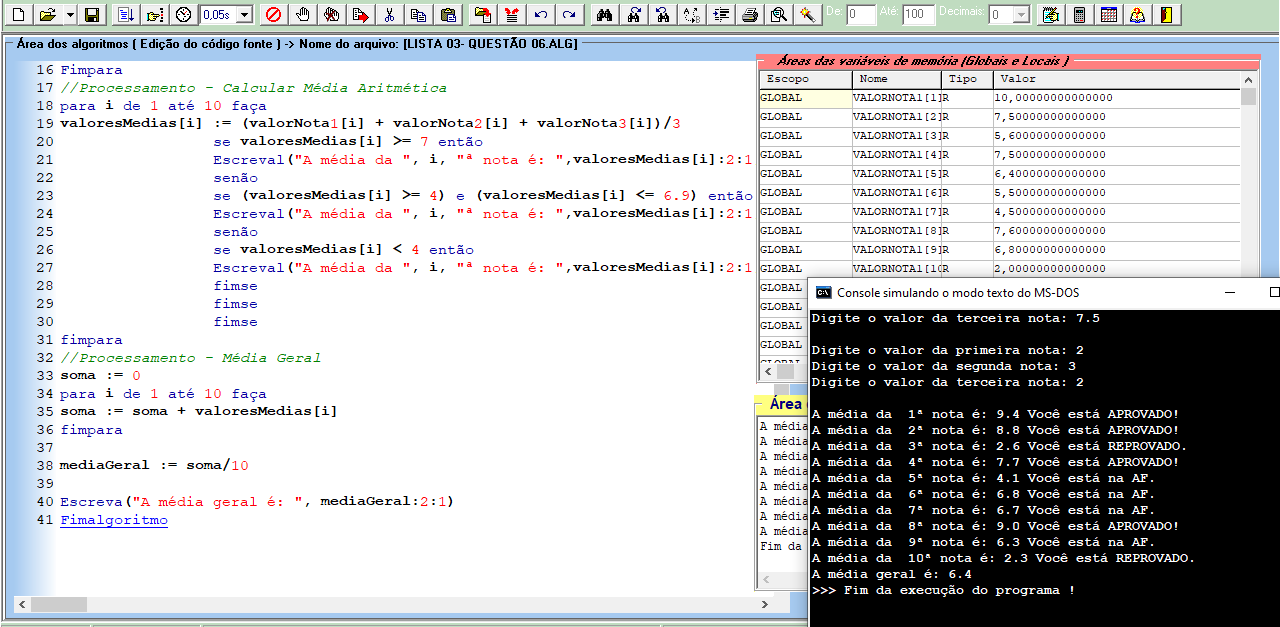 0,05s
De:
0
Até:
100
Decimais:
0
Área dos algoritmos ( Edição do código fonte ) -> Nome do arquivo: [LISTA 03- QUESTÃO 06.ALG]
16 Fimpara
17 //Processamento - Calcular Média Aritmética
18 para i de 1 até 10 faça
19 valoresMedias[i] := (valorNota1[i] + valorNota2[i] + valorNota3[i])/3
20 se valoresMedias[i] >= 7 então
21 Escreval("A média da ", i, "ª nota é: ",valoresMedias[i]:2:1
22 senão
23 se (valoresMedias[i] >= 4) e (valoresMedias[i] <= 6.9) então
24 Escreval("A média da ", i, "ª nota é: ",valoresMedias[i]:2:1
25 senão
26 se valoresMedias[i] < 4 então
27 Escreval("A média da ", i, "ª nota é: ",valoresMedias[i]:2:1
28 fimse
29 fimse
30 fimse
31 fimpara
32 //Processamento - Média Geral
33 soma := 0
34 para i de 1 até 10 faça
35 soma := soma + valoresMedias[i]
36 fimpara
37
38 mediaGeral := soma/10
39
40 Escreva("A média geral é: ", mediaGeral:2:1)
41 Fimalgoritmo
Áreas das variáveis de memória (Globais e Locais )
Escopo Nome Tipo Valor
GLOBAL VALORNOTA1[1] R 10,00000000000000
GLOBAL VALORNOTA1[2] R 7,50000000000000
GLOBAL VALORNOTA1[3] R 5,60000000000000
GLOBAL VALORNOTA1[4] R 7,50000000000000
GLOBAL VALORNOTA1[5] R 6,40000000000000
GLOBAL VALORNOTA1[6] R 5,50000000000000
GLOBAL VALORNOTA1[7] R 4,50000000000000
GLOBAL VALORNOTA1[8] R 7,60000000000000
GLOBAL VALORNOTA1[9] R 6,80000000000000
GLOBAL VALORNOTA1[10 R 2,00000000000000
GLOBAL
GLOBAL
GLOBAL
GLOBAL
GLOBAL
Área
A média
A média
A média
A média
A média
A média
A média
A média
Fim da
Console simulando o modo texto do MS-DOS
Digite o valor da terceira nota: 7.5
Digite o valor da primeira nota: 2
Digite o valor da segunda nota: 3
Digite o valor da terceira nota: 2
A média da  1ª nota é: 9.4 Você está APROVADO!
A média da  2ª nota é: 8.8 Você está APROVADO!
A média da  3ª nota é: 2.6 Você está REPROVADO.
A média da  4ª nota é: 7.7 Você está APROVADO!
A média da  5ª nota é: 4.1 Você está na AF.
A média da  6ª nota é: 6.8 Você está na AF.
A média da  7ª nota é: 6.7 Você está na AF.
A média da  8ª nota é: 9.0 Você está APROVADO!
A média da  9ª nota é: 6.3 Você está na AF.
A média da  10ª nota é: 2.3 Você está REPROVADO.
A média geral é: 6.4
>>> Fim da execução do programa !